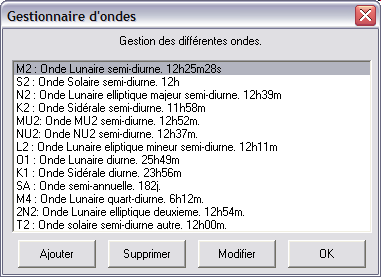 Gestionnaire d'ondes
Gestion des différentes ondes.
M2 : Onde Lunaire semi-diurne. 12h25m28s
S2 : Onde Solaire semi-diurne. 12h
N2 : Onde Lunaire elliptique majeur semi-diurne. 12h39m
K2 : Onde Sidérale semi-diurne. 11h58m
MU2: Onde MU2 semi-diurne. 12h52m.
NU2: Onde NU2 semi-diurne. 12h37m.
L2 : Onde Lunaire eliptique mineur semi-diurne. 12h11m
O1 : Onde Lunaire diurne. 25h49m
K1 : Onde Sidérale diurne. 23h56m
SA : Onde semi-annuelle. 182j.
M4 : Onde Lunaire quart-diurne. 6h12m.
2N2: Onde Lunaire elliptique deuxieme. 12h54m.
T2 : Onde solaire semi-diurne autre. 12h00m.
Ajouter Supprimer Modifier OK